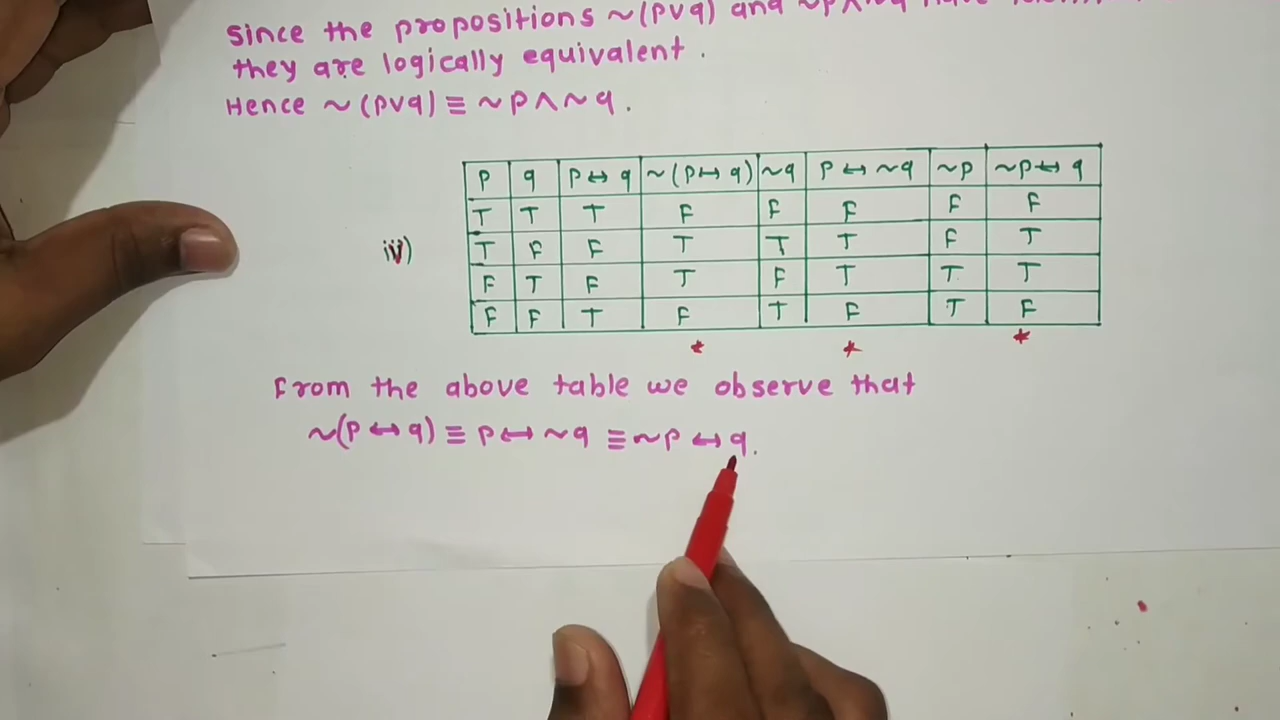 Since the propositions ~(p∨q) and
they are logically equivalent.
Hence ~(p∨q) ≡ ~p∧~q.
p q p↔q ~(p↔q) ~q p↔~q ~p ~p↔q
T T T F F F F F
iv)
T F F T T T F T
F T F T F T T T
F F T F T F T F
* * *
From the above table we observe that
~(p↔q) ≡ p↔~q ≡ ~p↔q.